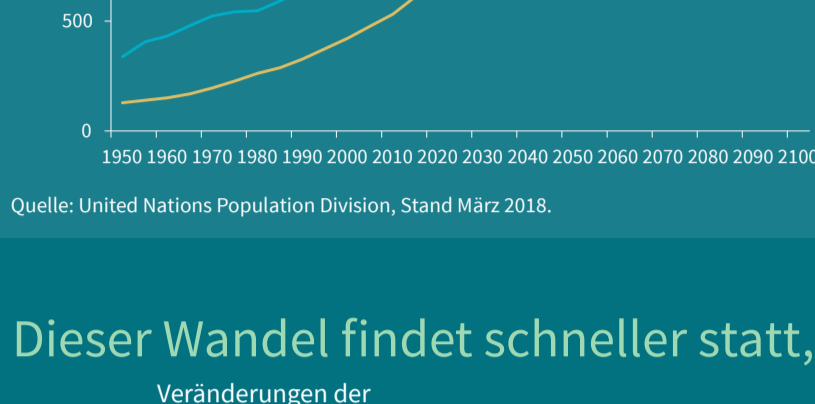 500
0
1950 1960 1970 1980 1990 2000 2010 2020 2030 2040 2050 2060 2070 2080 2090 2100
Quelle: United Nations Population Division, Stand März 2018.
Dieser Wandel findet schneller statt,
Veränderungen der